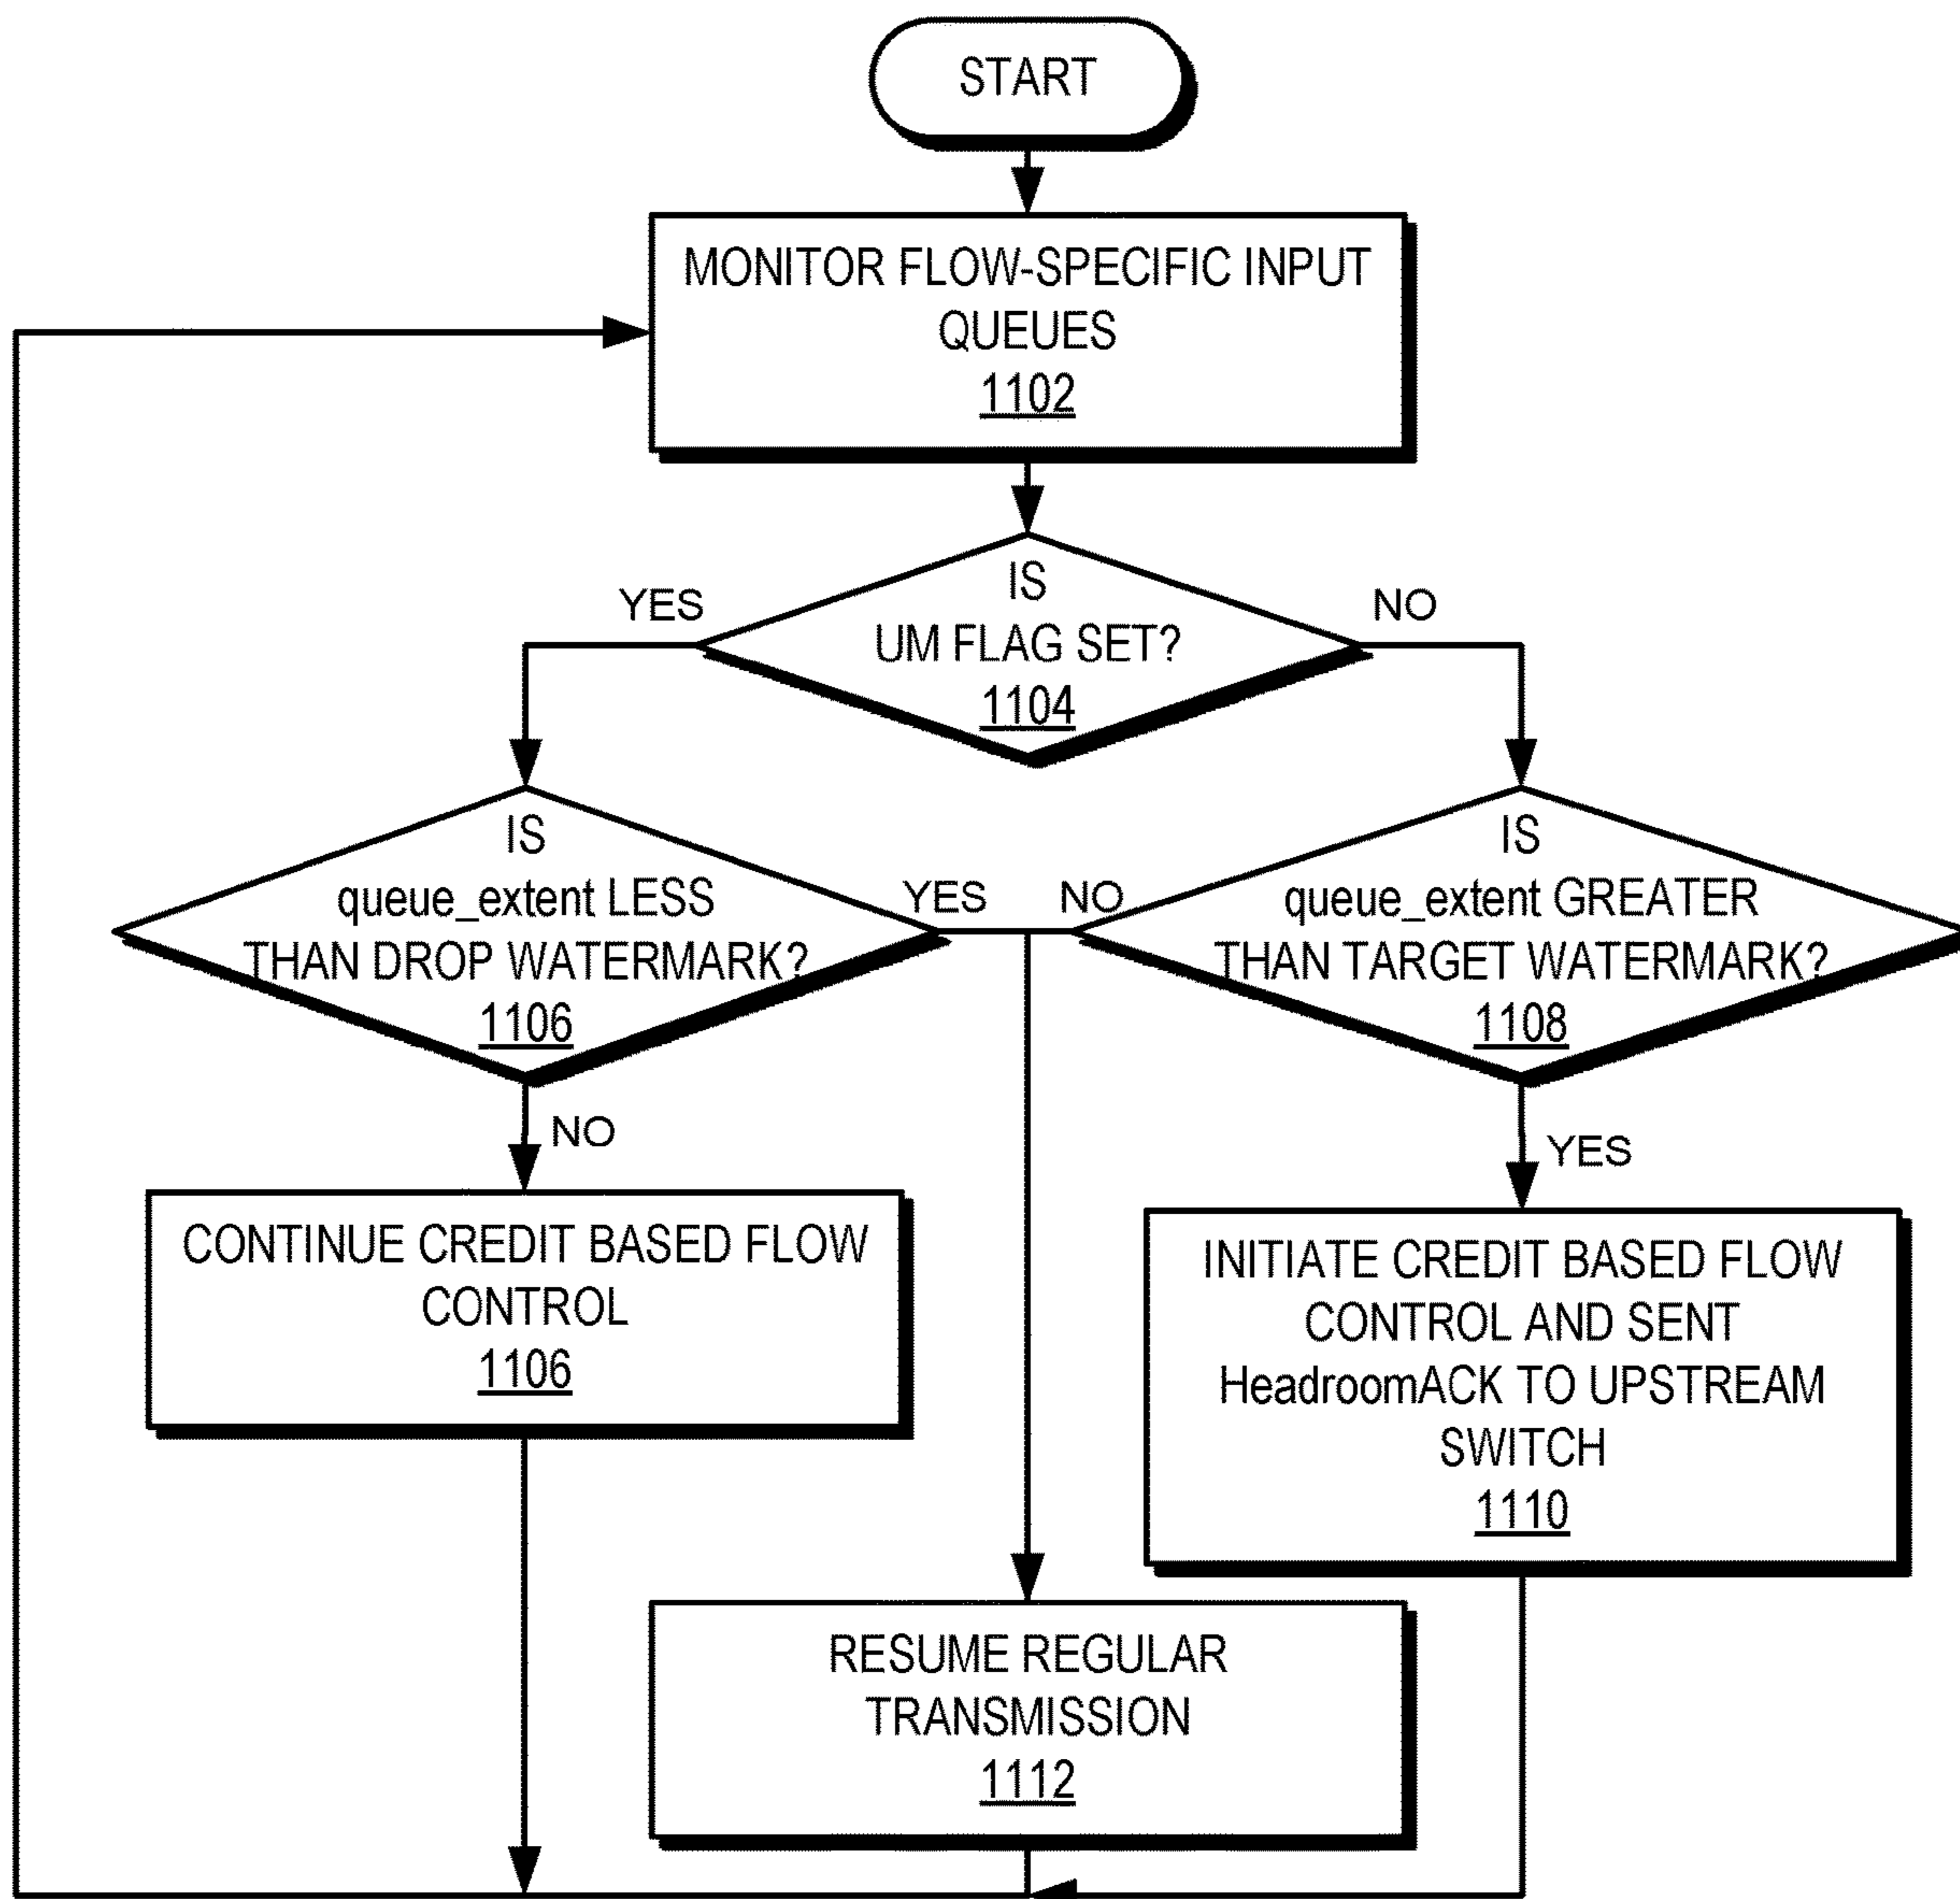 START
MONITOR FLOW-SPECIFIC INPUT
QUEUES
1102
IS
UM FLAG SET?
1104
YES
NO
IS
queue_extent LESS
THAN DROP WATERMARK?
1106
YES
NO
IS
queue_extent GREATER
THAN TARGET WATERMARK?
1108
NO
YES
CONTINUE CREDIT BASED FLOW
CONTROL
1106
INITIATE CREDIT BASED FLOW
CONTROL AND SENT
HeadroomACK TO UPSTREAM
SWITCH
1110
RESUME REGULAR
TRANSMISSION
1112